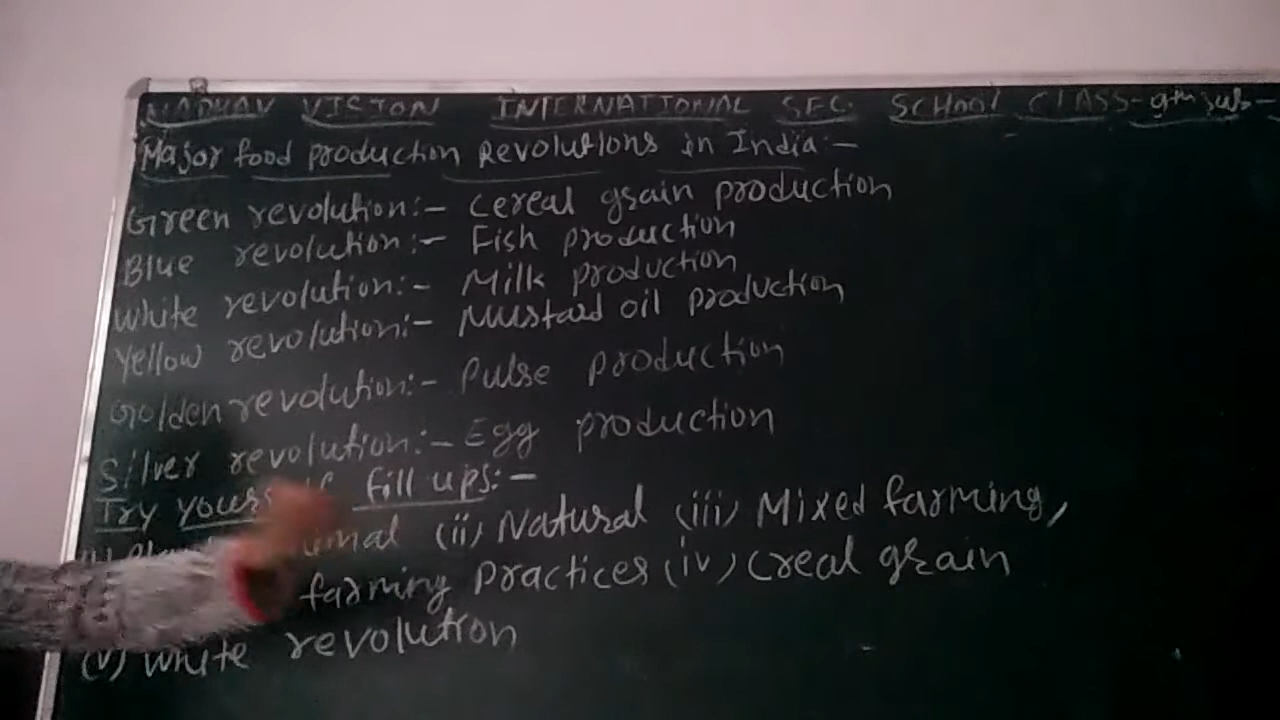 MADHAV VISION INTERNATIONAL SEC. SCHOOL CLASS-9th sub-
Major food production Revolutions in India:-
Green revolution:- cereal grain production
Blue revolution:- Fish production
White revolution:- Milk production
Yellow revolution:- Mustard oil production
Golden revolution:- Pulse production
Silver revolution:- Egg production
Try fill ups:-
(ii) Natural (iii) Mixed farming,
farming practices (iv) Creal grain
(v) White revolution